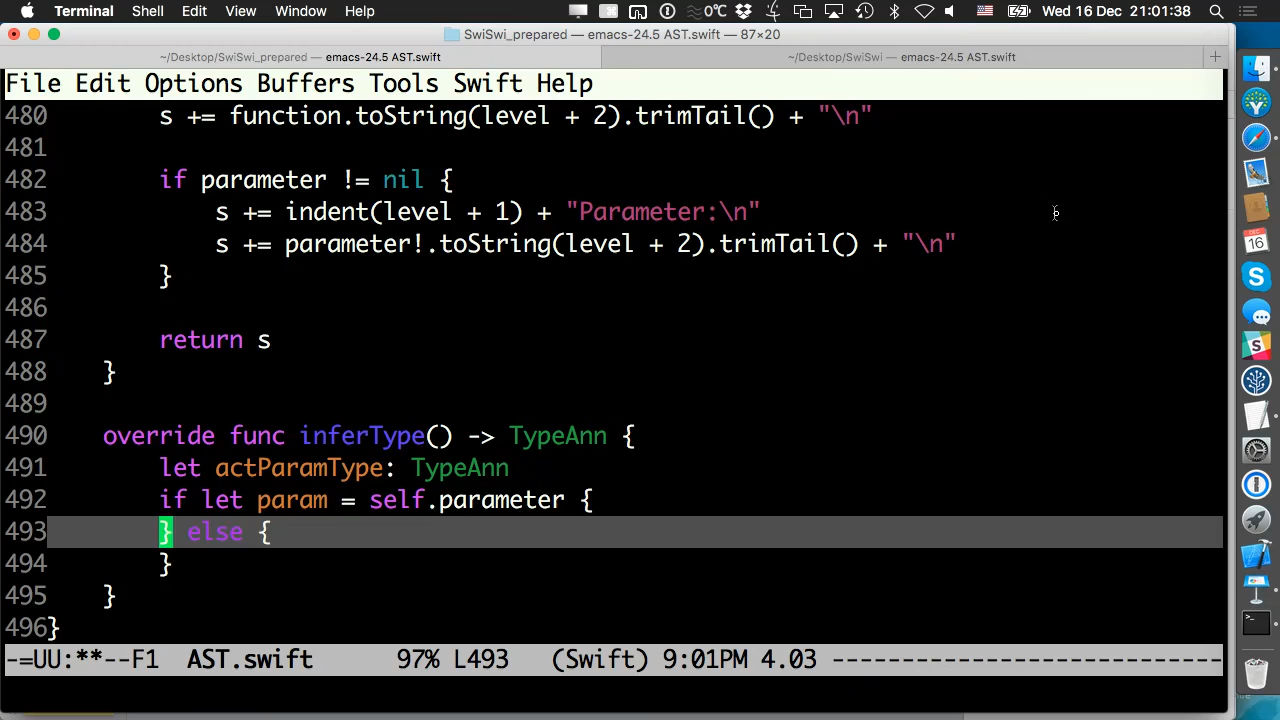 Terminal Shell Edit View Window Help 0℃ Wed 16 Dec 21:01:38
SwiSwi_prepared — emacs-24.5 AST.swift — 87×20
~/Desktop/SwiSwi_prepared — emacs-24.5 AST.swift ~/Desktop/SwiSwi — emacs-24.5 AST.swift
File Edit Options Buffers Tools Swift Help
480 s += function.toString(level + 2).trimTail() + "\n"
481
482 if parameter != nil {
483 s += indent(level + 1) + "Parameter:\n"
484 s += parameter!.toString(level + 2).trimTail() + "\n"
485 }
486
487 return s
488 }
489
490 override func inferType() -> TypeAnn {
491 let actParamType: TypeAnn
492 if let param = self.parameter {
493 } else {
494 }
495 }
496}
-=UU:**--F1 AST.swift 97% L493 (Swift) 9:01PM 4.03 ----------------------------
DEC
16